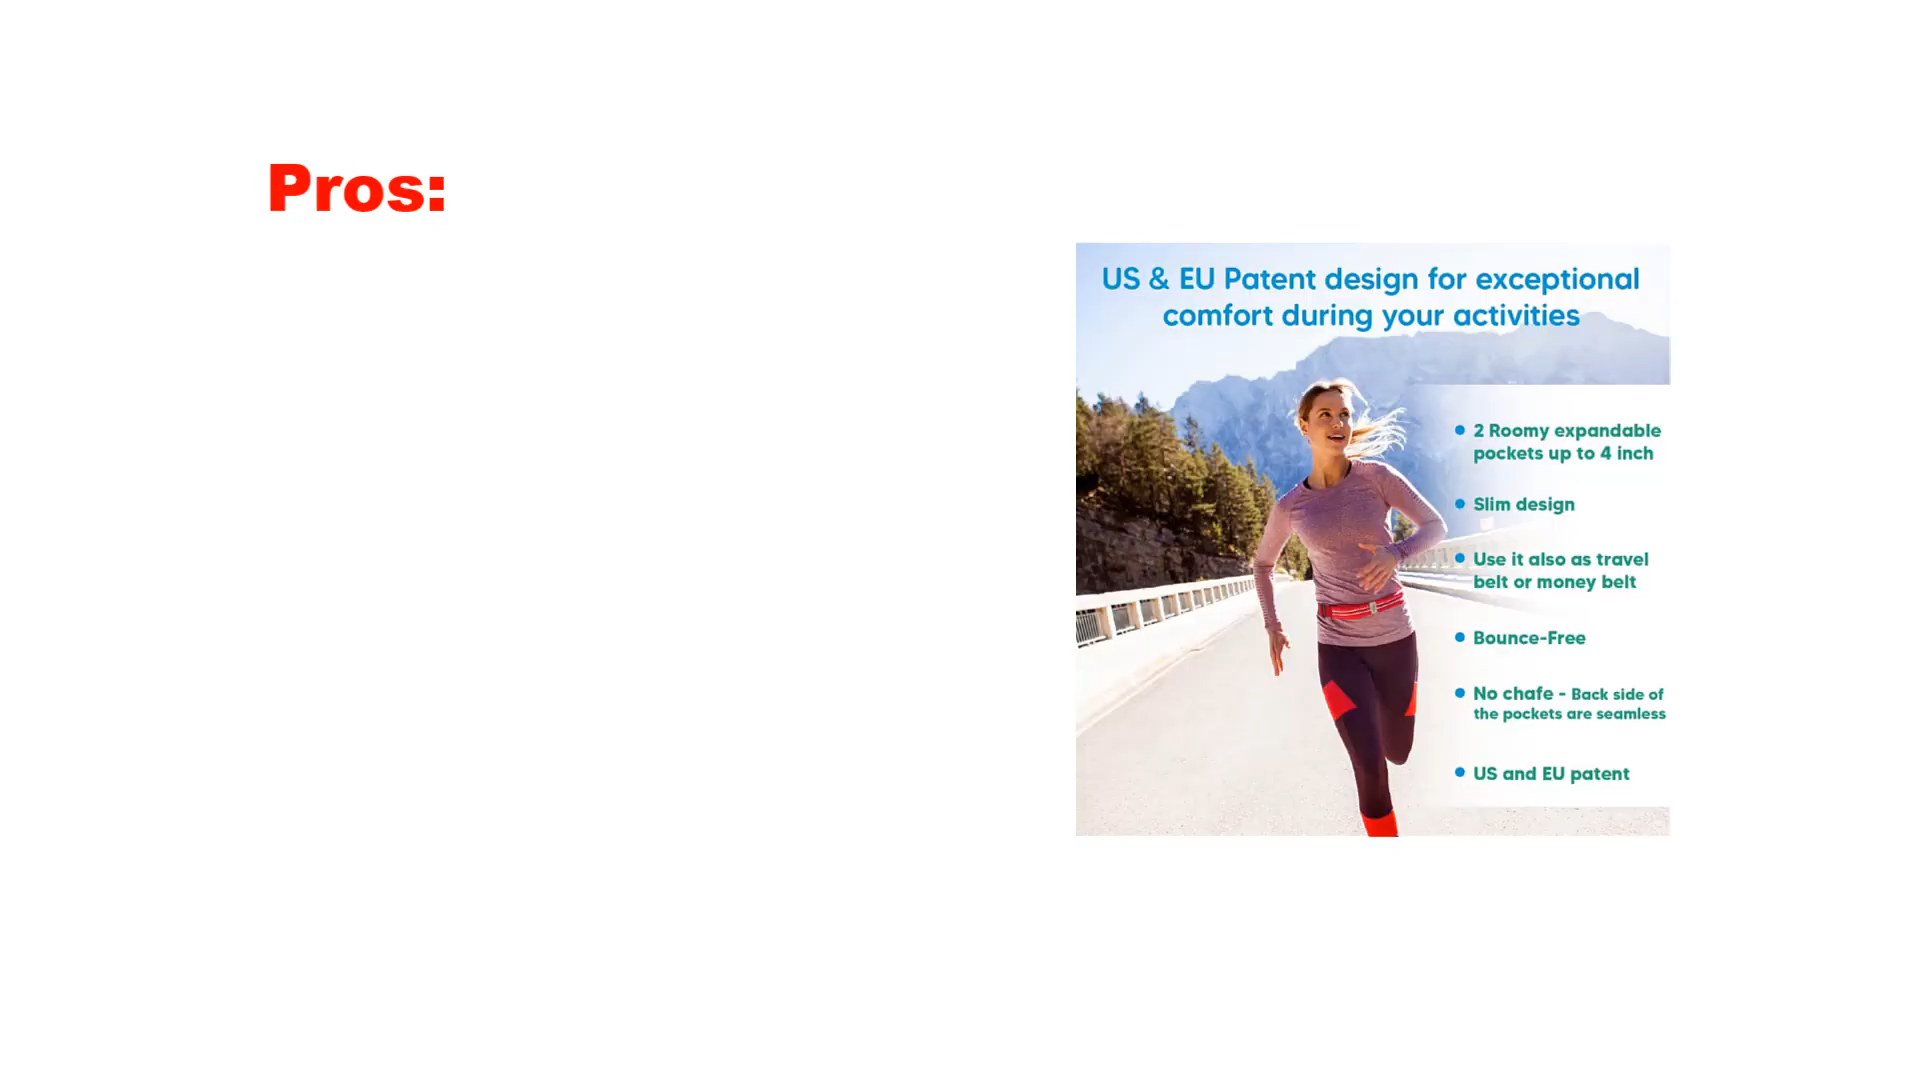 Pros:
US & EU Patent design for exceptional
comfort during your activities
2 Roomy expandable
pockets up to 4 inch
Slim design
Use it also as travel
belt or money belt
Bounce-Free
No chafe - Back side of
the pockets are seamless
US and EU patent